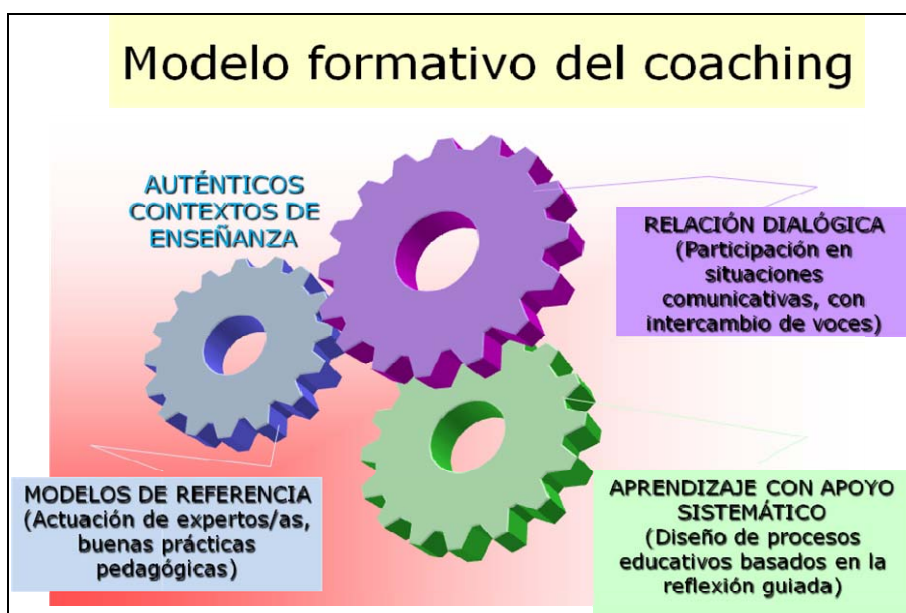 Modelo formativo del coaching
AUTÉNTICOS
CONTEXTOS DE
ENSEÑANZA
RELACIÓN DIALÓGICA
(Participación en
situaciones
comunicativas, con
intercambio de voces)
MODELOS DE REFERENCIA
(Actuación de expertos/as,
buenas prácticas
pedagógicas)
APRENDIZAJE CON APOYO
SISTEMÁTICO
(Diseño de procesos
educativos basados en la
reflexión guiada)